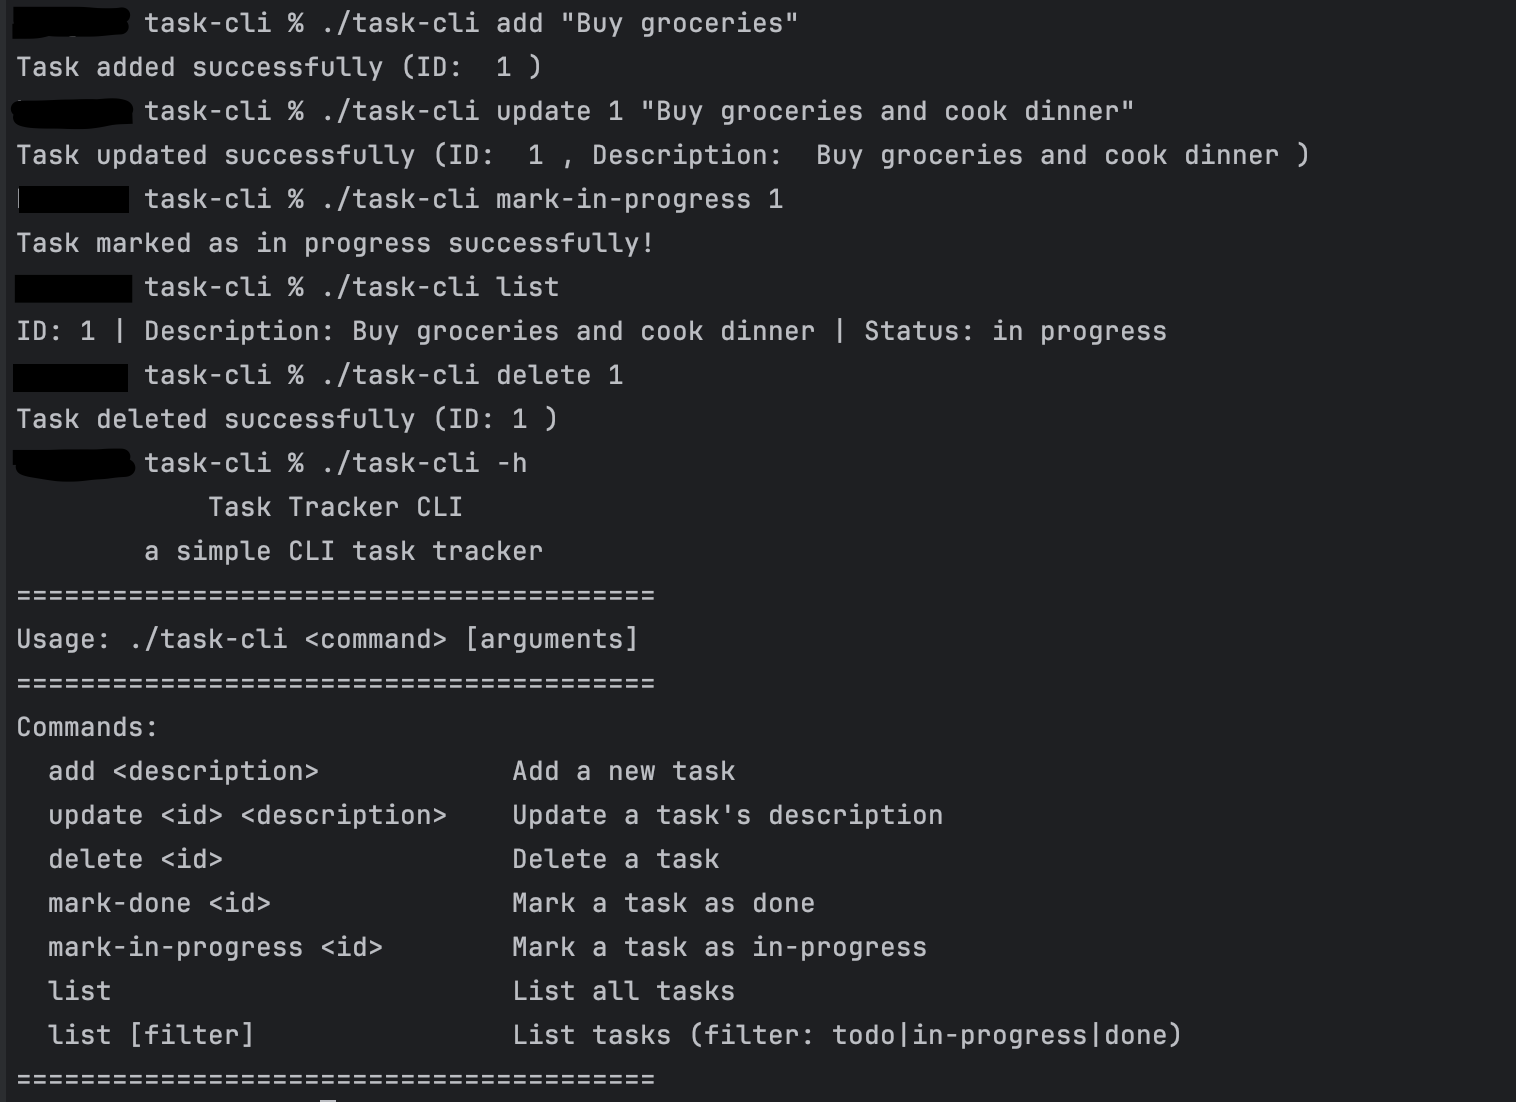 task-cli % ./task-cli add "Buy groceries"
Task added successfully (ID:  1 )
task-cli % ./task-cli update 1 "Buy groceries and cook dinner"
Task updated successfully (ID:  1 , Description:  Buy groceries and cook dinner )
task-cli % ./task-cli mark-in-progress 1
Task marked as in progress successfully!
task-cli % ./task-cli list
ID: 1 | Description: Buy groceries and cook dinner | Status: in progress
task-cli % ./task-cli delete 1
Task deleted successfully (ID: 1 )
task-cli % ./task-cli -h
            Task Tracker CLI
        a simple CLI task tracker
========================================
Usage: ./task-cli <command> [arguments]
========================================
Commands:
  add <description>            Add a new task
  update <id> <description>    Update a task's description
  delete <id>                  Delete a task
  mark-done <id>               Mark a task as done
  mark-in-progress <id>        Mark a task as in-progress
  list                         List all tasks
  list [filter]                List tasks (filter: todo|in-progress|done)
========================================